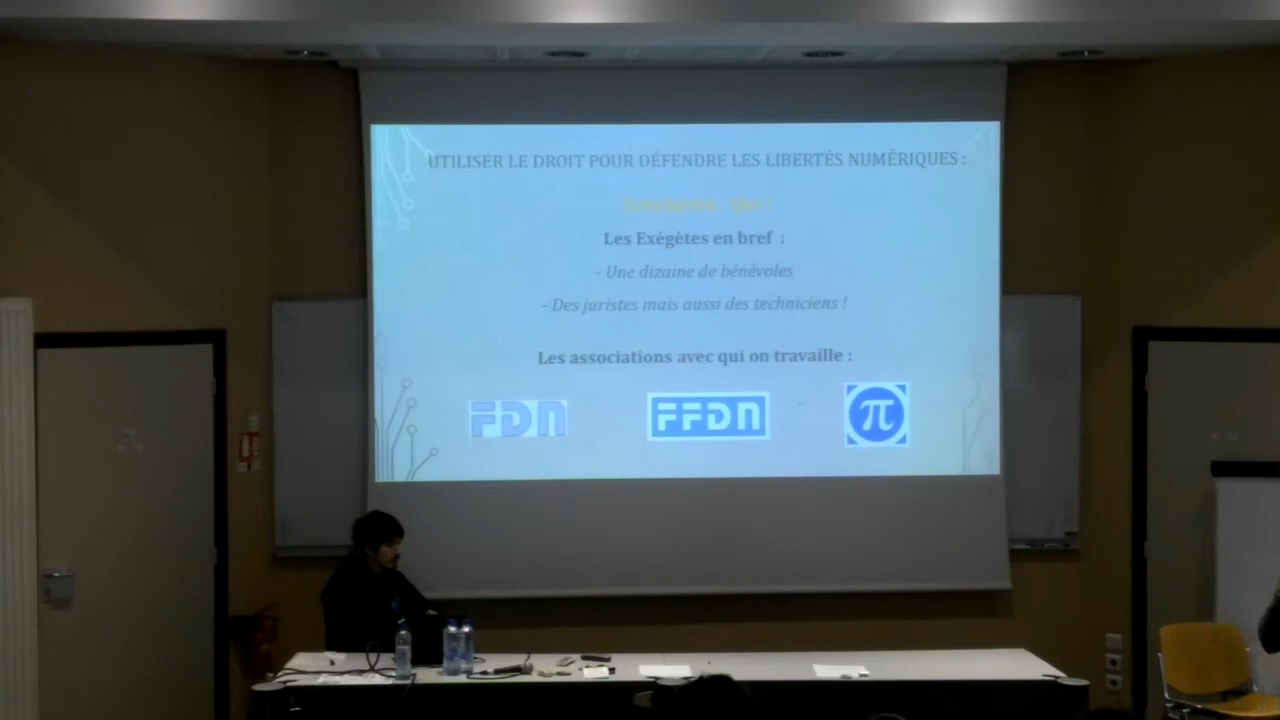 UTILISER LE DROIT POUR DÉFENDRE LES LIBERTÉS NUMÉRIQUES :
Les Exégètes en bref :
- Une dizaine de bénévoles
- Des juristes mais aussi des techniciens !
Les associations avec qui on travaille :
FDN
FFDN
π